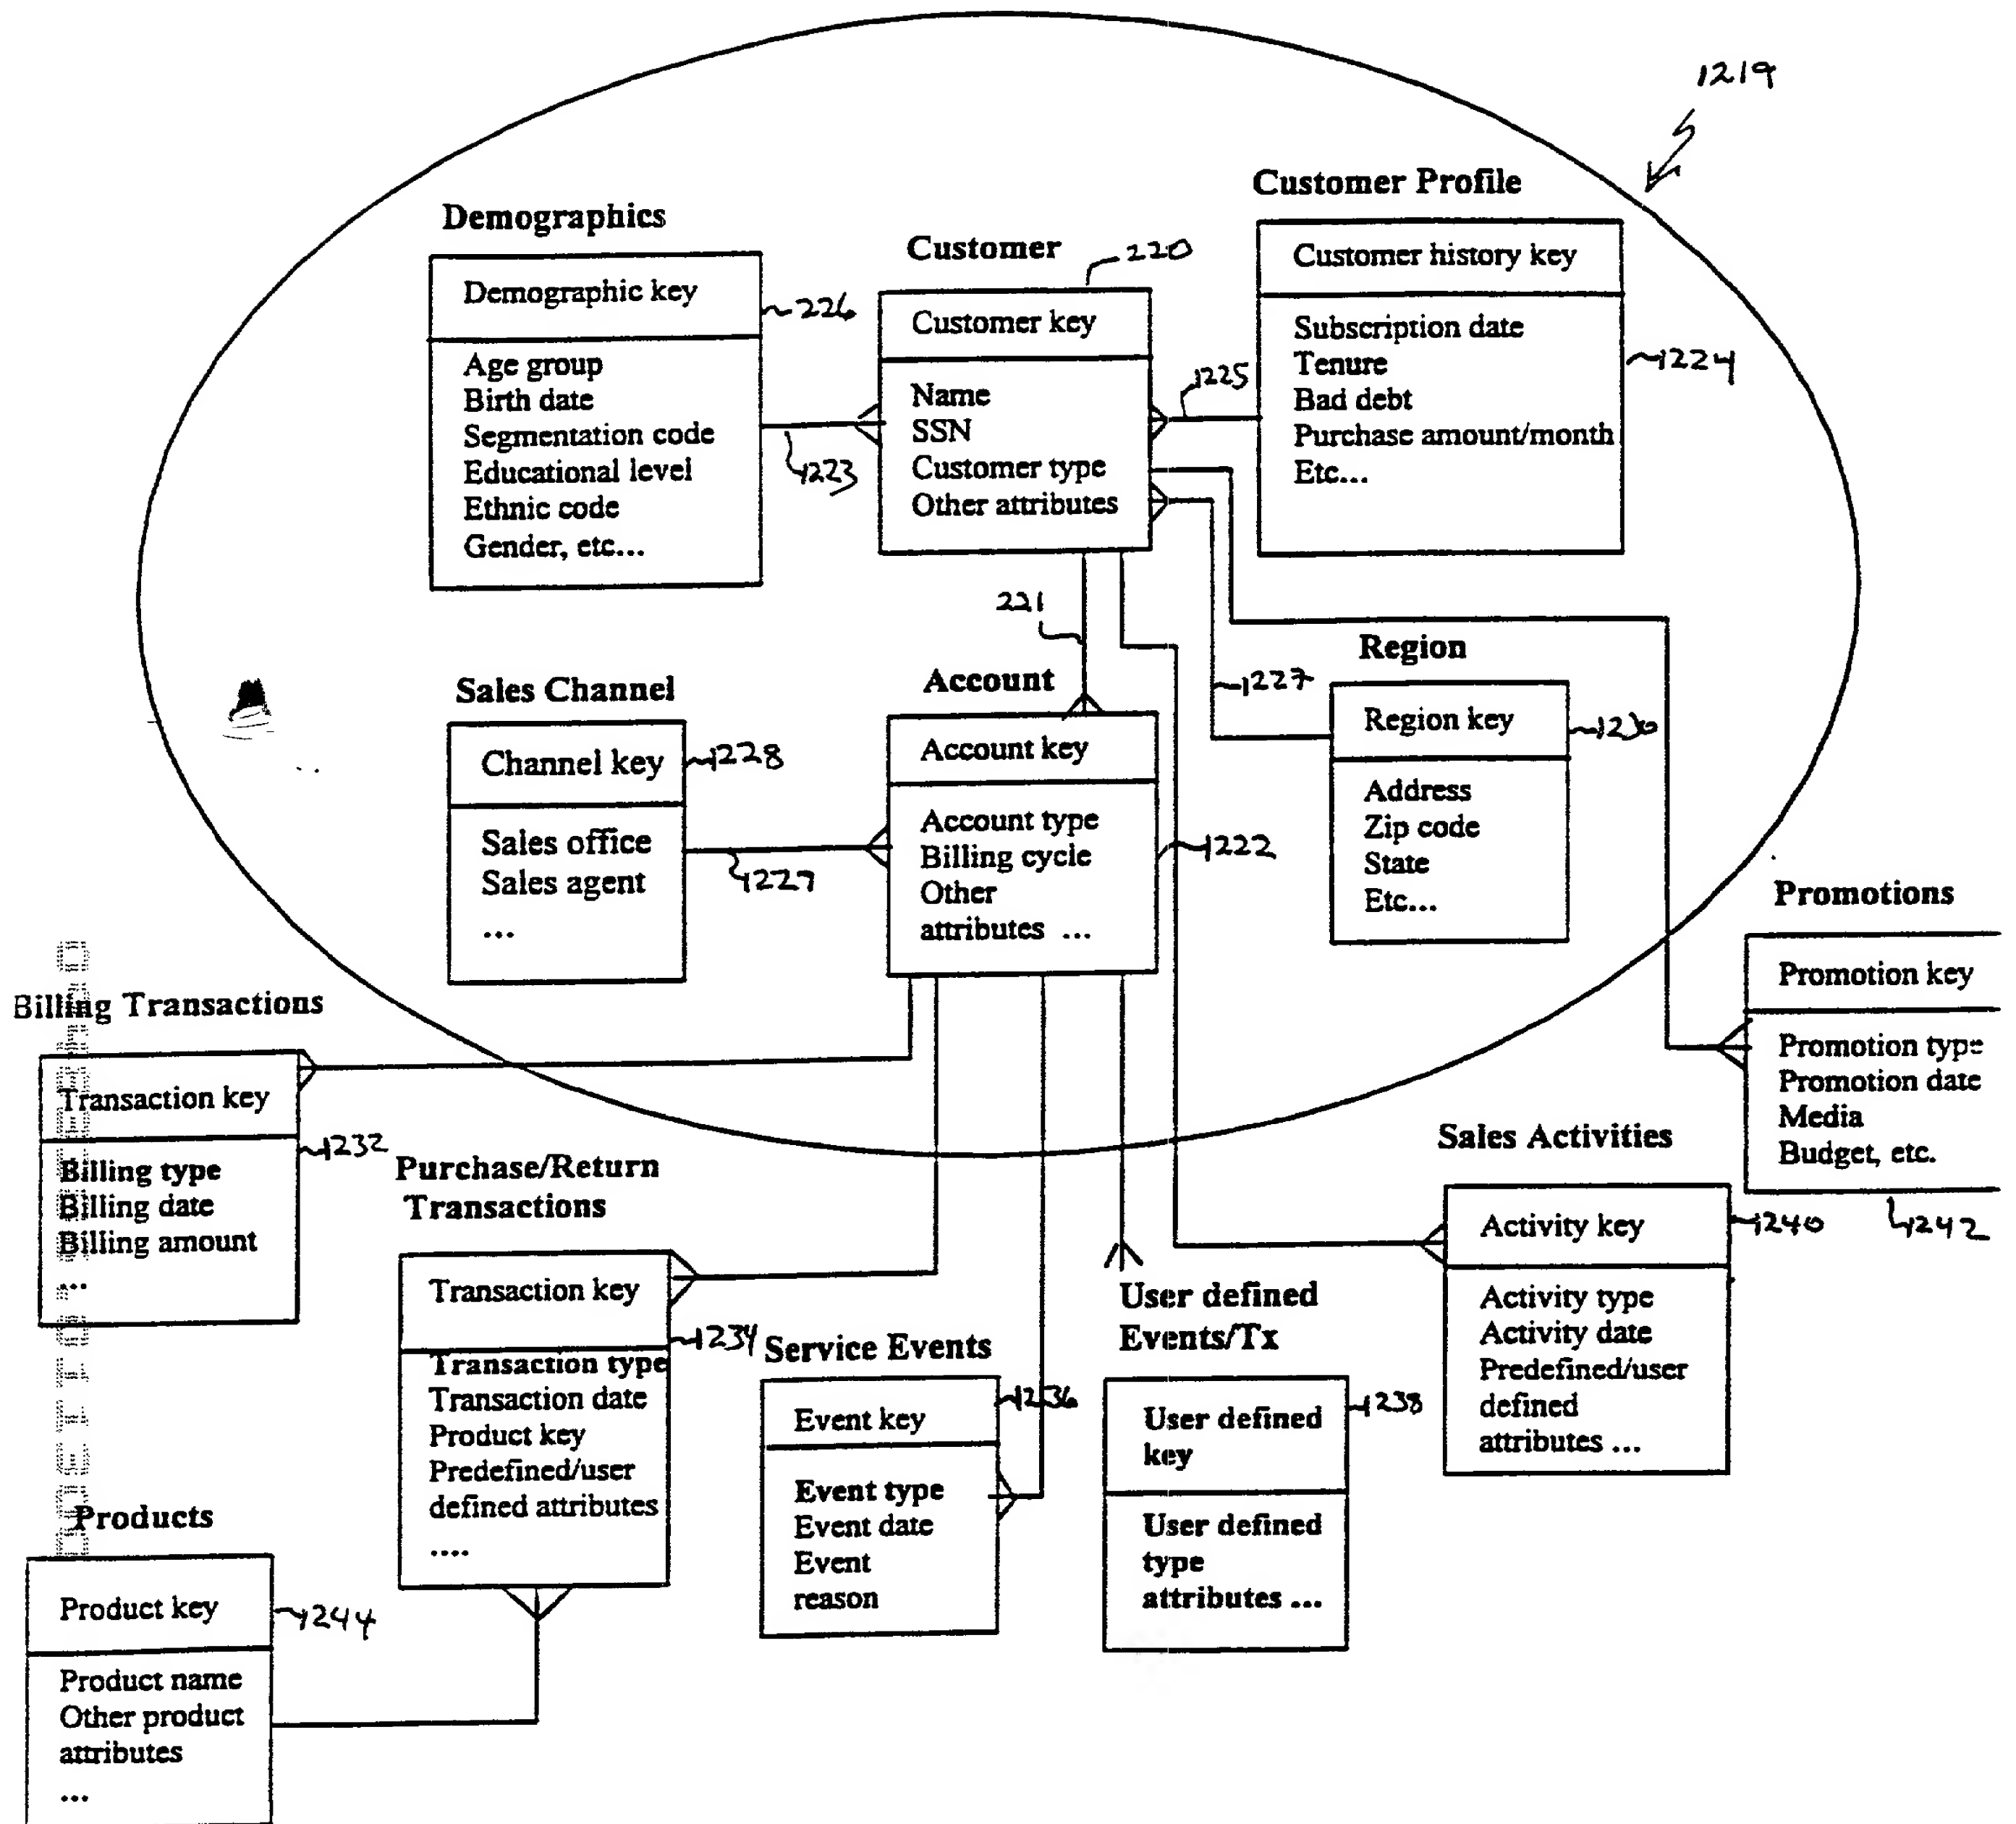 1219
Customer Profile
Customer history key
Subscription date
Tenure
Bad debt
Purchase amount/month
Etc...
1224
Demographics
Demographic key
Age group
Birth date
Segmentation code
Educational level
Ethnic code
Gender, etc...
226
Customer
220
Customer key
Name
SSN
Customer type
Other attributes
1225
1223
221
1227
Region
Region key
Address
Zip code
State
Etc...
1230
Sales Channel
Channel key
Sales office
Sales agent
...
1228
Account
Account key
Account type
Billing cycle
Other
attributes ...
1222
Promotions
Promotion key
Promotion type
Promotion date
Media
Budget, etc.
1242
Billing Transactions
Transaction key
Billing type
Billing date
Billing amount
...
1232
Purchase/Return
Transactions
Transaction key
Transaction type
Transaction date
Product key
Predefined/user
defined attributes
....
1234
Service Events
Event key
Event type
Event date
Event
reason
1236
User defined
Events/Tx
User defined
key
User defined
type
attributes ...
1238
Sales Activities
Activity key
Activity type
Activity date
Predefined/user
defined
attributes ...
1240
Products
Product key
Product name
Other product
attributes
...
1244